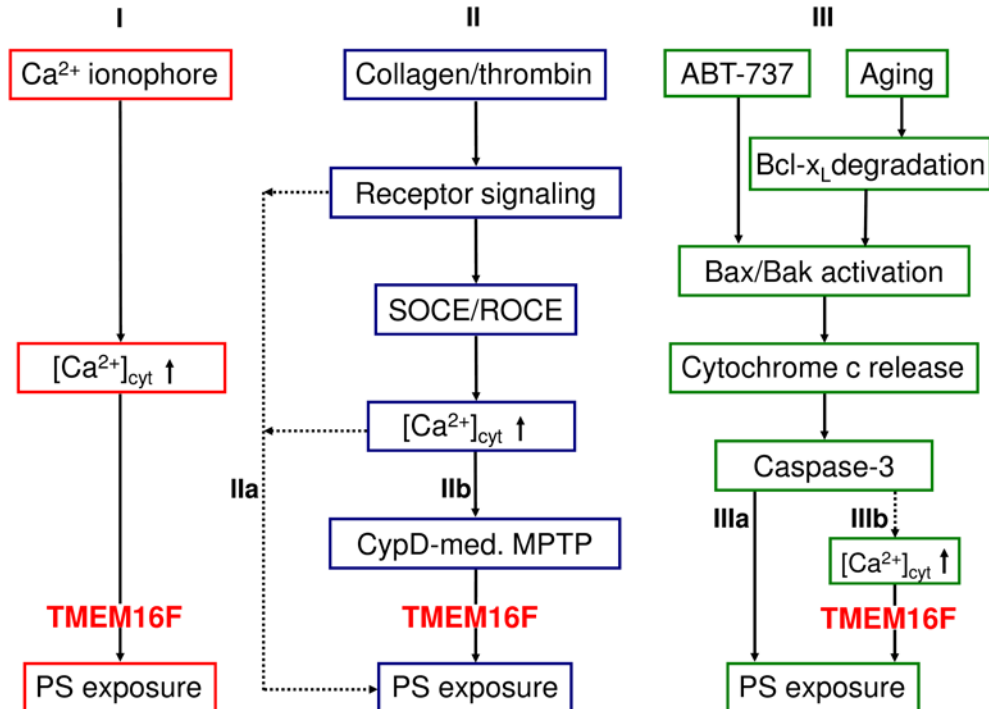 I
II
III
Ca²⁺ ionophore
Collagen/thrombin
ABT-737
Aging
Bcl-xL degradation
Receptor signaling
Bax/Bak activation
SOCE/ROCE
[Ca²⁺]cyt ↑
Cytochrome c release
[Ca²⁺]cyt ↑
Caspase-3
IIa
IIb
IIIa
IIIb
CypD-med. MPTP
[Ca²⁺]cyt ↑
TMEM16F
TMEM16F
TMEM16F
PS exposure
PS exposure
PS exposure